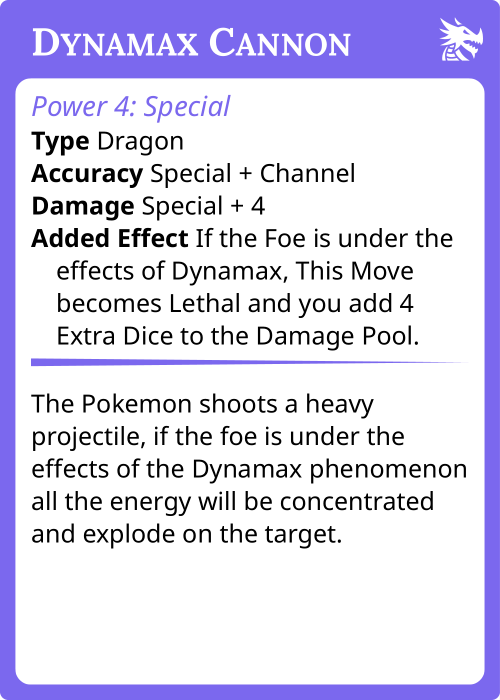 Dynamax Cannon
Power 4: Special
Type Dragon
Accuracy Special + Channel
Damage Special + 4
Added Effect If the Foe is under the
effects of Dynamax, This Move
becomes Lethal and you add 4
Extra Dice to the Damage Pool.
The Pokemon shoots a heavy
projectile, if the foe is under the
effects of the Dynamax phenomenon
all the energy will be concentrated
and explode on the target.